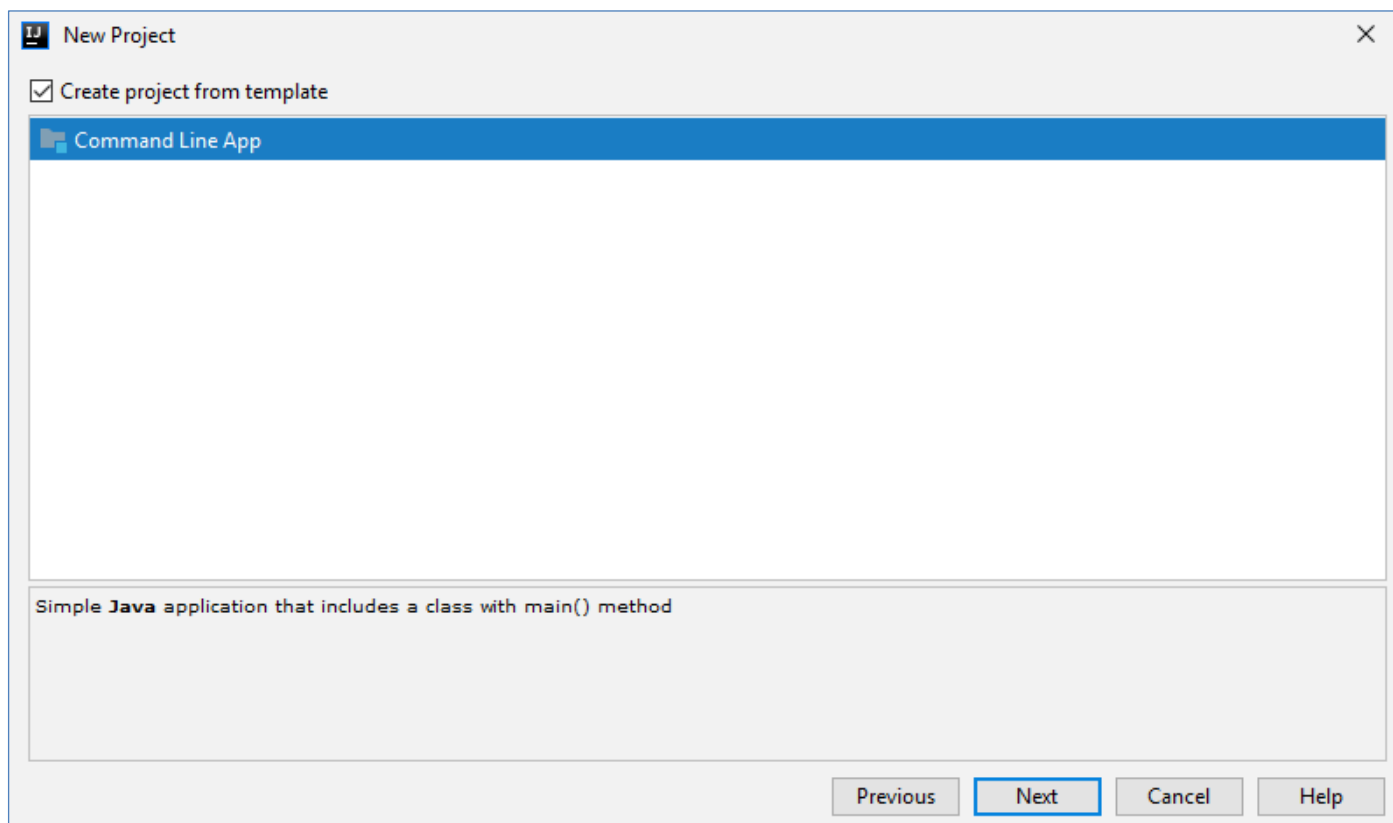 IJ
New Project
Create project from template
Command Line App
Simple Java application that includes a class with main() method
Previous Next Cancel Help